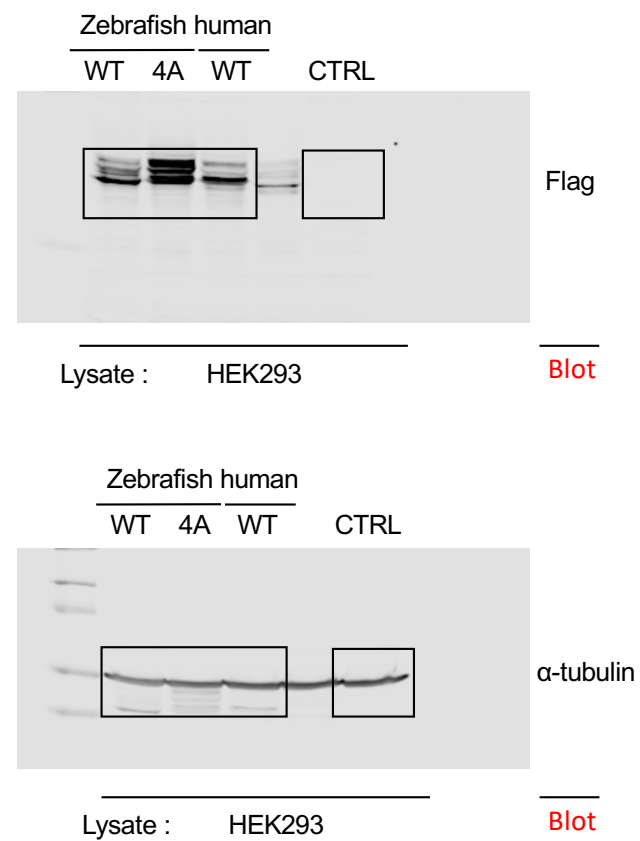 Zebrafish human
WT 4A WT CTRL
Flag
Lysate : HEK293 Blot
Zebrafish human
WT 4A WT CTRL
α-tubulin
Lysate : HEK293 Blot